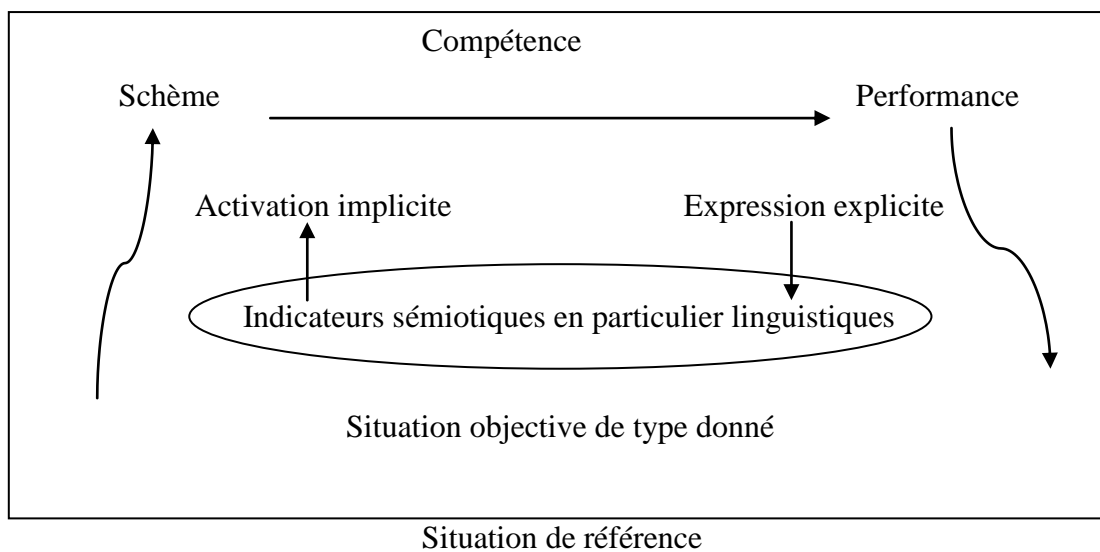 Compétence
Schème Performance
Activation implicite Expression explicite
Indicateurs sémiotiques en particulier linguistiques
Situation objective de type donné
Situation de référence